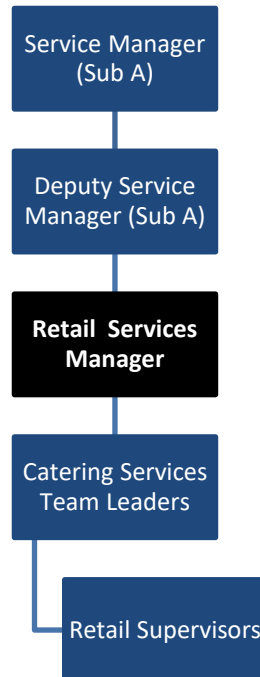 Service Manager
(Sub A)
Deputy Service
Manager (Sub A)
Retail Services
Manager
Catering Services
Team Leaders
Retail Supervisors